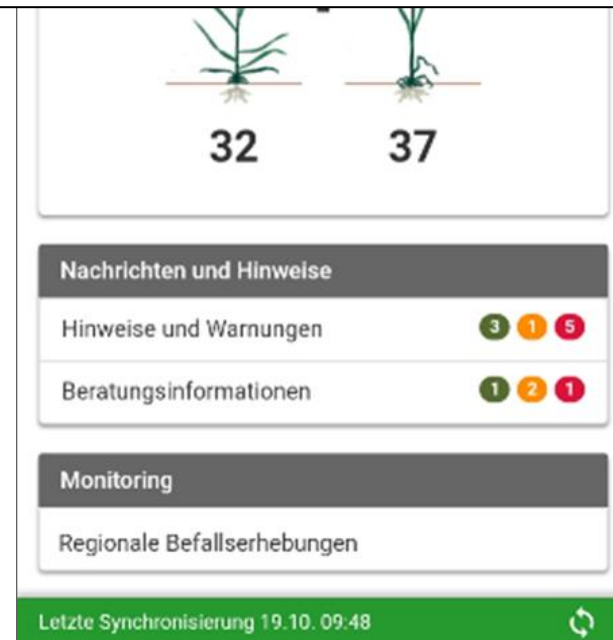 32 37
Nachrichten und Hinweise
Hinweise und Warnungen 3 1 5
Beratungsinformationen 1 2 1
Monitoring
Regionale Befallserhebungen
Letzte Synchronisierung 19.10. 09:48